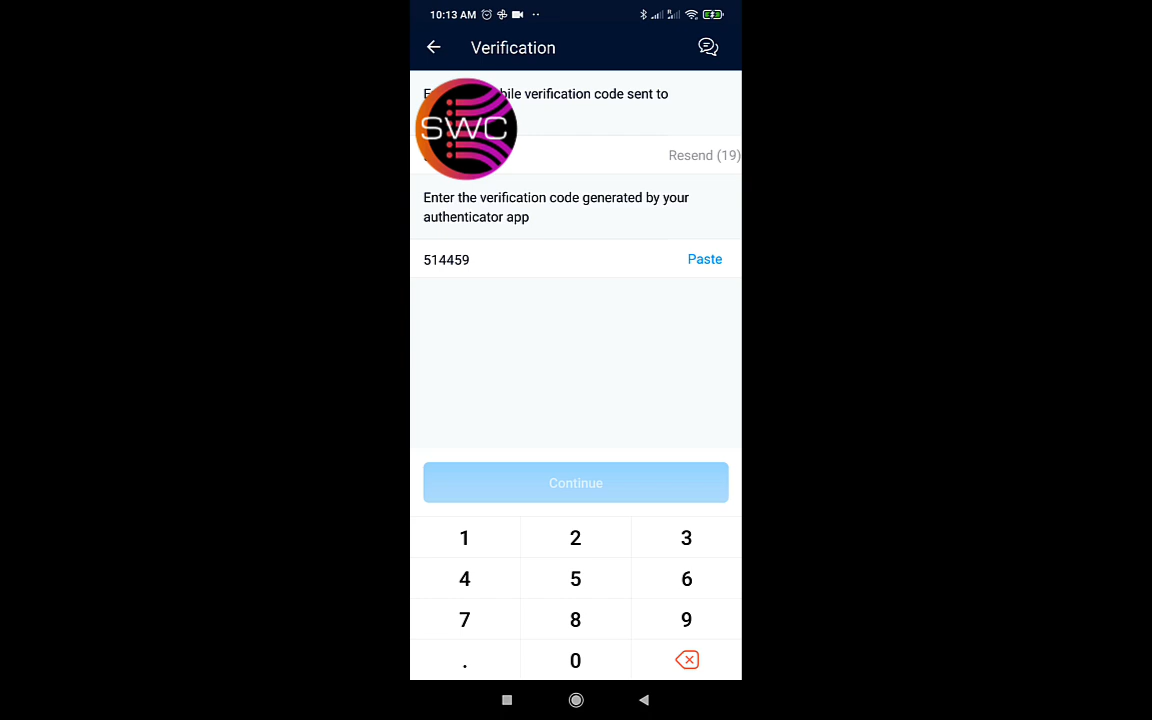 10:13 AM
Verification
bile verification code sent to
SWC
Resend (19)
Enter the verification code generated by your
authenticator app
514459 Paste
Continue
1 2 3
4 5 6
7 8 9
. 0